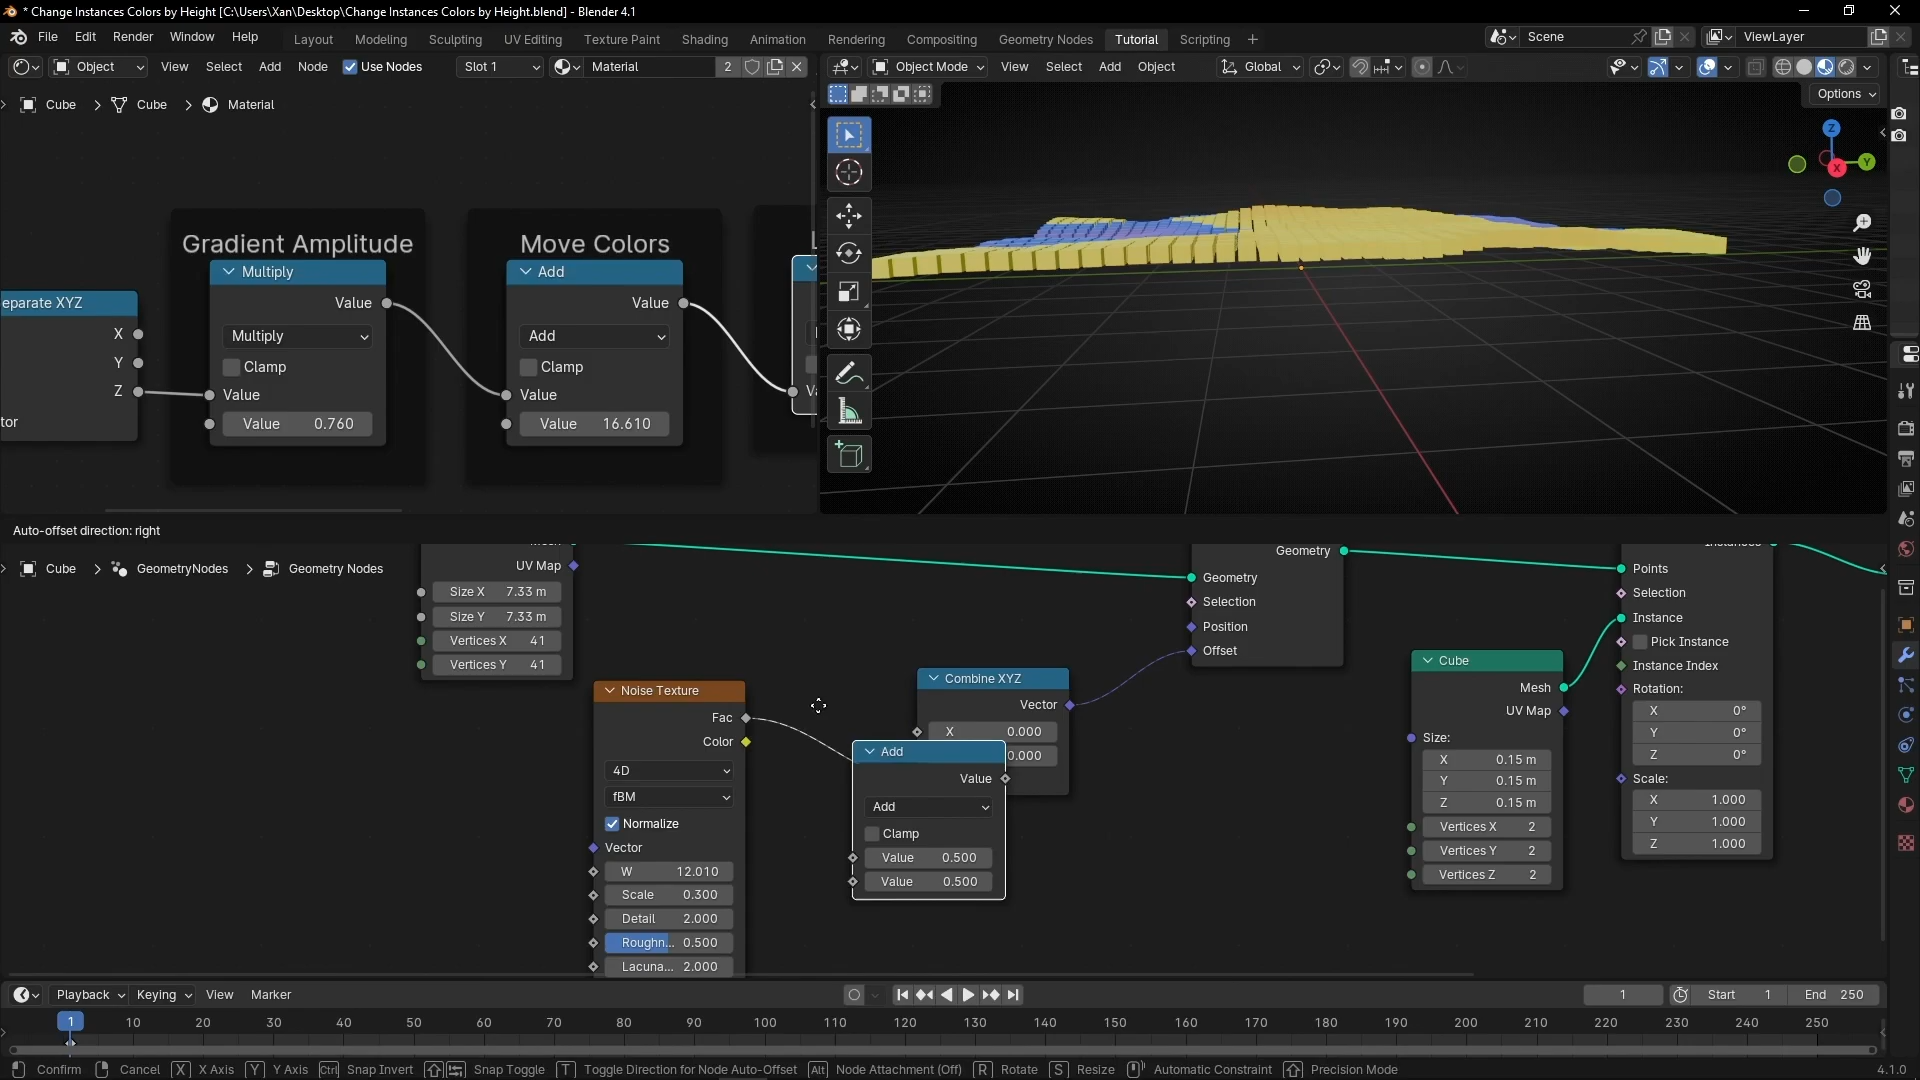 * Change Instances Colors by Height [C:\Users\Xan\Desktop\Change Instances Colors by Height.blend] - Blender 4.1
File Edit Render Window Help
Layout Modeling Sculpting UV Editing Texture Paint Shading Animation Rendering Compositing Geometry Nodes Tutorial Scripting +
Scene
ViewLayer
Object View Select Add Node Use Nodes Slot 1 Material 2
Object Mode View Select Add Object Global
Options
Cube > Cube > Material
Gradient Amplitude
Multiply
Value
Multiply
Clamp
Value
Value 0.760
Move Colors
Add
Value
Add
Clamp
Value
Value 16.610
eparate XYZ
X
Y
Z
tor
Z
Y
X
Auto-offset direction: right
Cube > GeometryNodes > Geometry Nodes
UV Map
Size X 7.33 m
Size Y 7.33 m
Vertices X 41
Vertices Y 41
Noise Texture
Fac
Color
4D
fBM
Normalize
Vector
W 12.010
Scale 0.300
Detail 2.000
Roughn... 0.500
Lacuna... 2.000
Combine XYZ
Vector
X 0.000
0.000
Add
Value
Add
Clamp
Value 0.500
Value 0.500
Geometry
Geometry
Selection
Position
Offset
Cube
Mesh
UV Map
Size:
X 0.15 m
Y 0.15 m
Z 0.15 m
Vertices X 2
Vertices Y 2
Vertices Z 2
Points
Selection
Instance
Pick Instance
Instance Index
Rotation:
X 0°
Y 0°
Z 0°
Scale:
X 1.000
Y 1.000
Z 1.000
Playback Keying View Marker
1 Start 1 End 250
1 10 20 30 40 50 60 70 80 90 100 110 120 130 140 150 160 170 180 190 200 210 220 230 240 250
Confirm Cancel X X Axis Y Y Axis Ctrl Snap Invert Snap Toggle T Toggle Direction for Node Auto-Offset Alt Node Attachment (Off) R Rotate S Resize Automatic Constraint Precision Mode 4.1.0